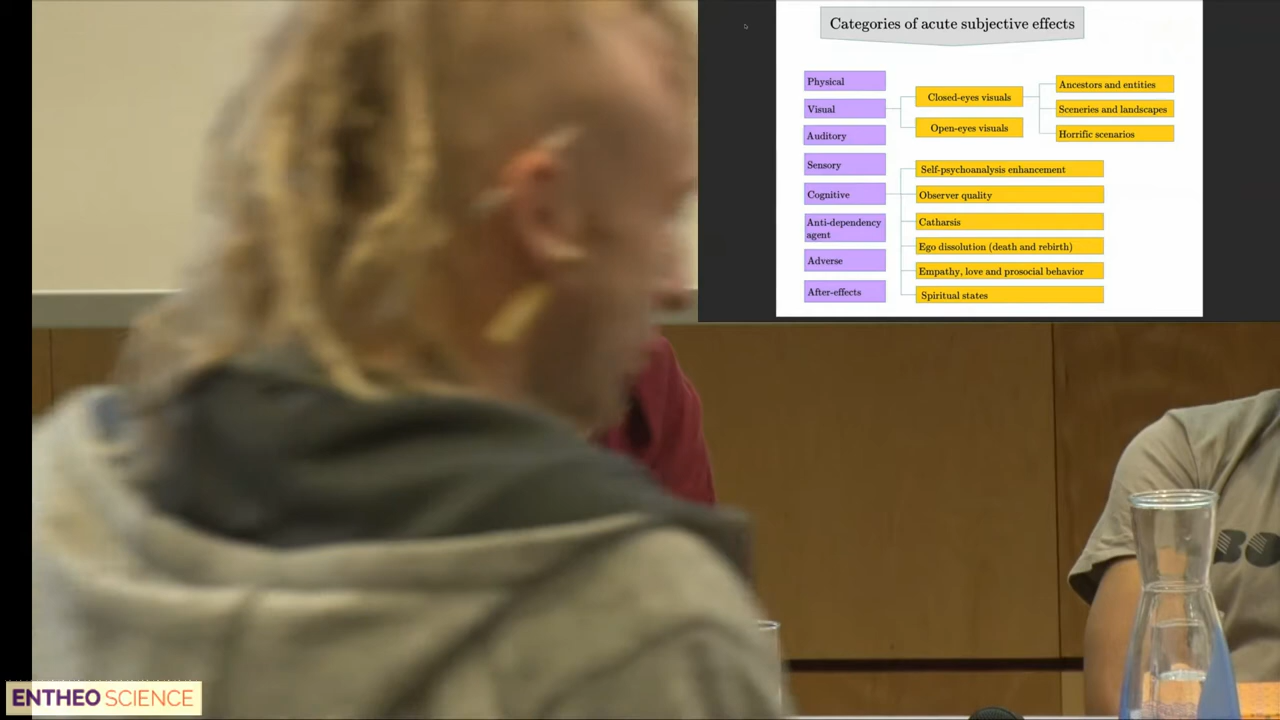 Categories of acute subjective effects
Physical
Visual
Auditory
Sensory
Cognitive
Anti-dependency
agent
Adverse
After-effects
Closed-eyes visuals
Open-eyes visuals
Ancestors and entities
Sceneries and landscapes
Horrific scenarios
Self-psychoanalysis enhancement
Observer quality
Catharsis
Ego dissolution (death and rebirth)
Empathy, love and prosocial behavior
Spiritual states
BO
ENTHEO SCIENCE